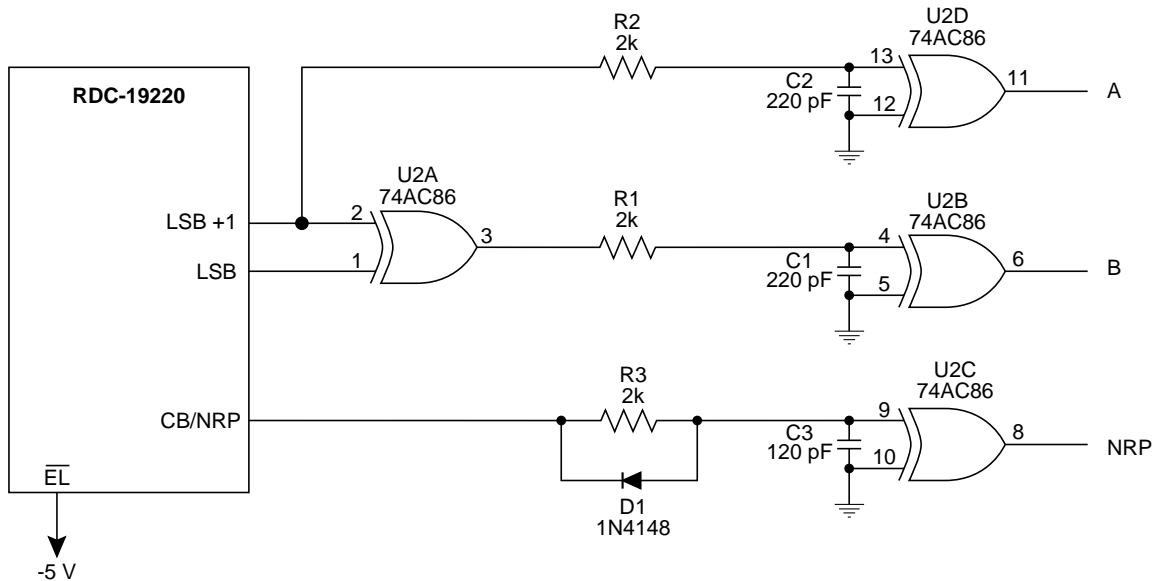 RDC-19220
LSB +1
LSB
CB/NRP
EL
-5 V
U2A
74AC86
2
1
3
R2
2k
C2
220 pF
13
12
U2D
74AC86
11
A
R1
2k
C1
220 pF
4
5
U2B
74AC86
6
B
R3
2k
D1
1N4148
C3
120 pF
9
10
U2C
74AC86
8
NRP